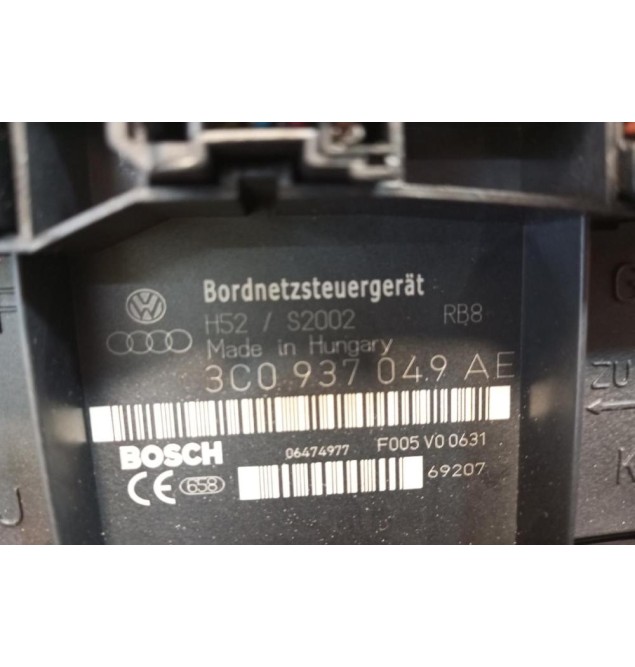 Bordnetzsteuergerät
H52 / S2002 RB8
Made in Hungary
3C0 937 049 AE
BOSCH 06474977 F005 V0 0631
CE 658 69207
ZU
K